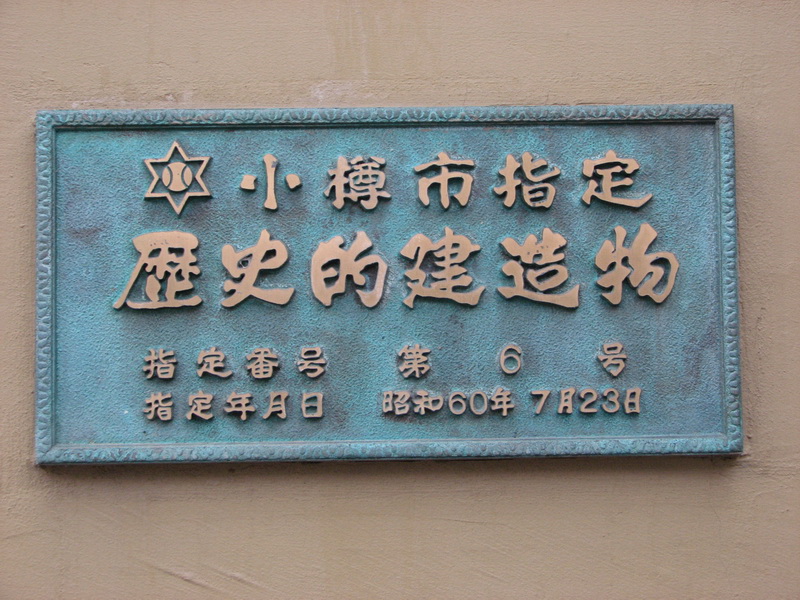 小樽市指定
歴史的建造物
指定番号 第 6 号
指定年月日 昭和60年 7月23日